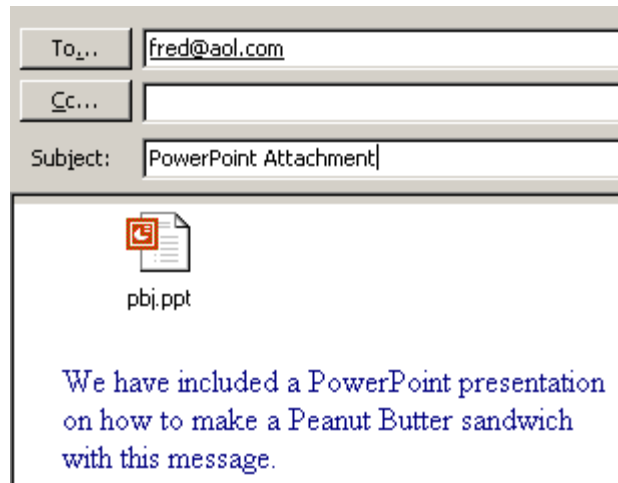 To... fred@aol.com
Cc...
Subject: PowerPoint Attachment
pbj.ppt
We have included a PowerPoint presentation
on how to make a Peanut Butter sandwich
with this message.